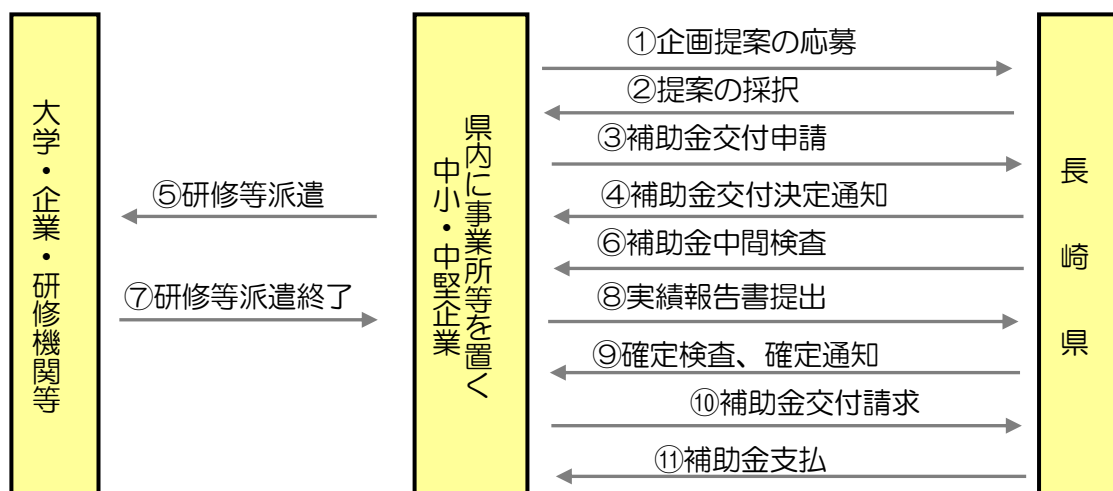 大学・企業・研修機関等
⑤研修等派遣
⑦研修等派遣終了
県内に事業所等を置く
中小・中堅企業
①企画提案の応募
②提案の採択
③補助金交付申請
④補助金交付決定通知
⑥補助金中間検査
⑧実績報告書提出
⑨確定検査、確定通知
⑩補助金交付請求
⑪補助金支払
長崎県